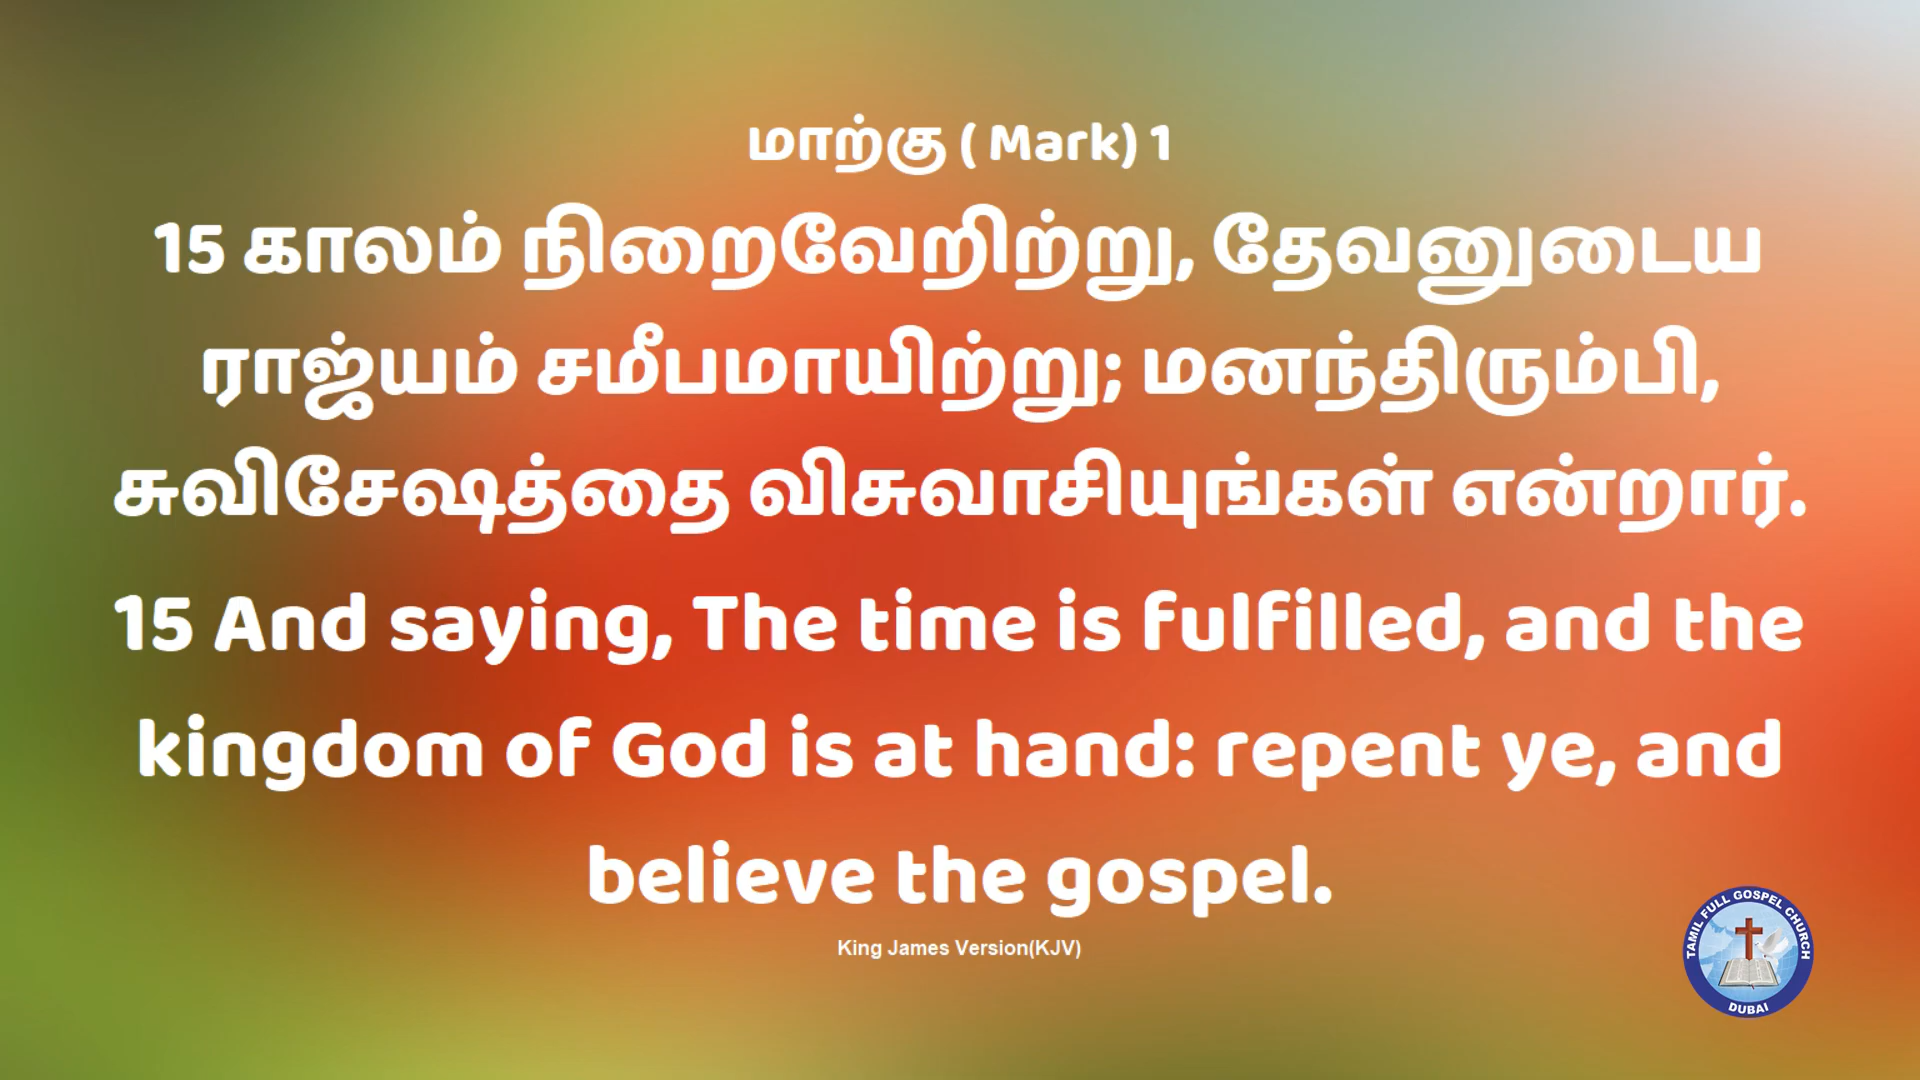 மாற்கு ( Mark) 1
15 காலம் நிறைவேறிற்று, தேவனுடைய
ராஜ்யம் சமீபமாயிற்று; மனந்திரும்பி,
சுவிசேஷத்தை விசுவாசியுங்கள் என்றார்.
15 And saying, The time is fulfilled, and the
kingdom of God is at hand: repent ye, and
believe the gospel.
King James Version(KJV)
TAMIL FULL GOSPEL CHURCH
DUBAI